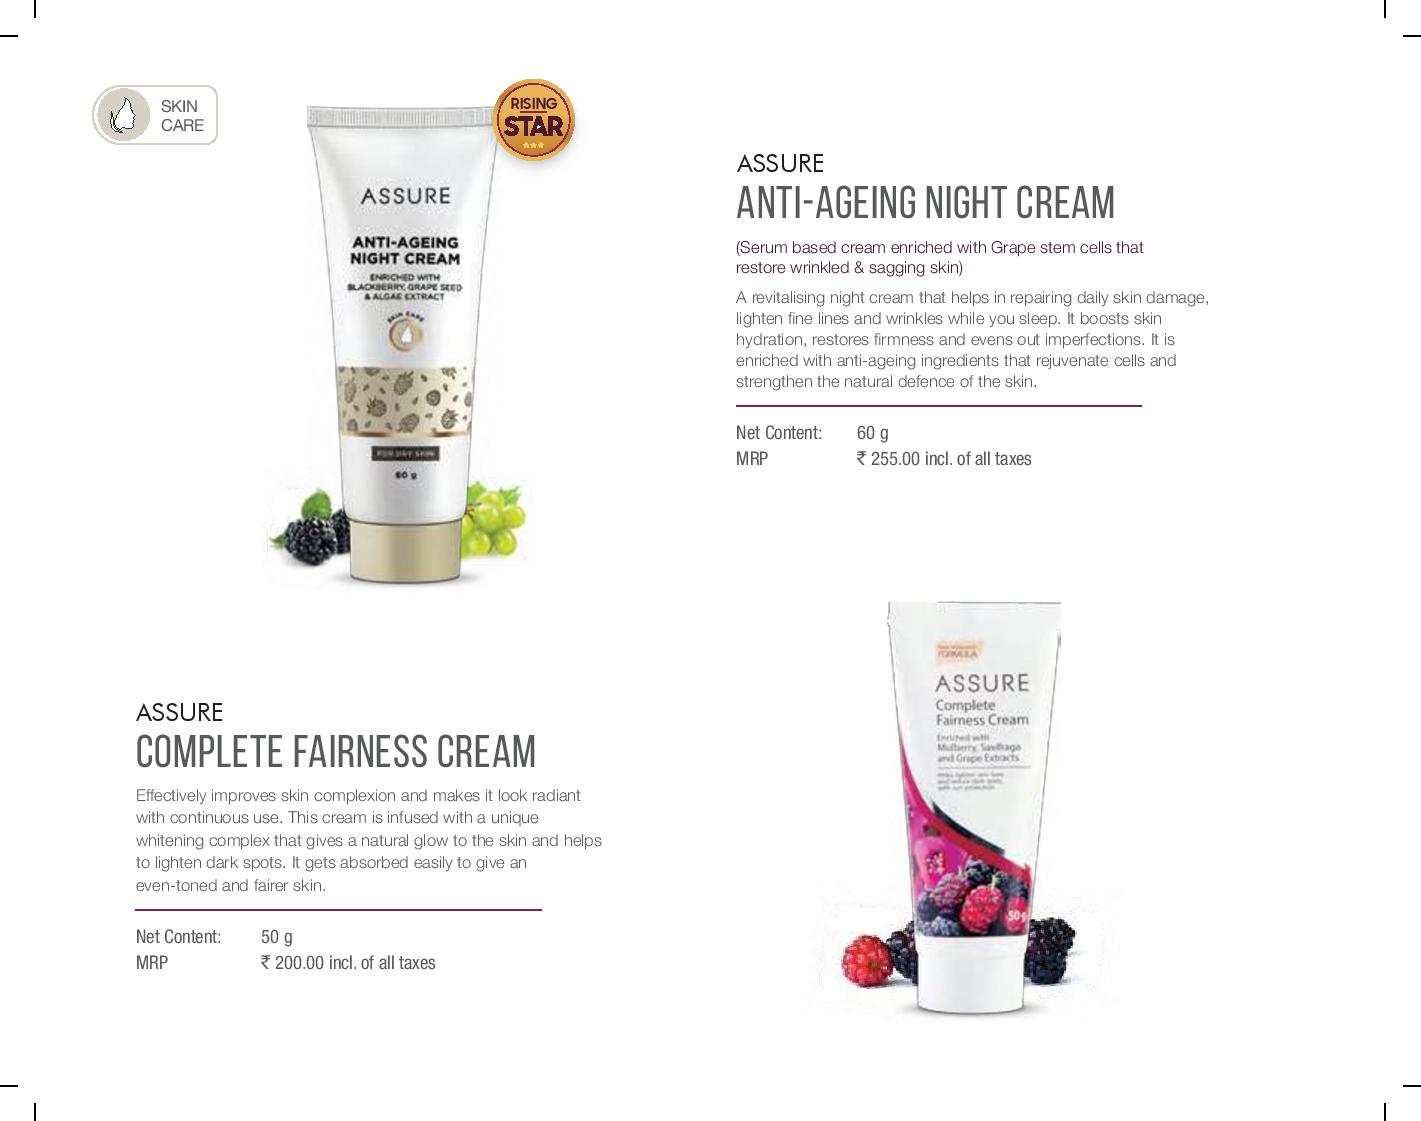 SKIN
CARE
RISING
STAR
ASSURE
ANTI-AGEING
NIGHT CREAM
ENRICHED WITH
BLACKBERRY, GRAPE SEED
& ALGAE EXTRACT
SKIN CARE
FOR DRY SKIN
60 g
ASSURE
ANTI-AGEING NIGHT CREAM
(Serum based cream enriched with Grape stem cells that
restore wrinkled & sagging skin)
A revitalising night cream that helps in repairing daily skin damage,
lighten fine lines and wrinkles while you sleep. It boosts skin
hydration, restores firmness and evens out imperfections. It is
enriched with anti-ageing ingredients that rejuvenate cells and
strengthen the natural defence of the skin.
Net Content: 60 g
MRP ₹ 255.00 incl. of all taxes
ASSURE
COMPLETE FAIRNESS CREAM
Effectively improves skin complexion and makes it look radiant
with continuous use. This cream is infused with a unique
whitening complex that gives a natural glow to the skin and helps
to lighten dark spots. It gets absorbed easily to give an
even-toned and fairer skin.
Net Content: 50 g
MRP ₹ 200.00 incl. of all taxes
FORMULA
ASSURE
Complete
Fairness Cream
Enriched with
Mulberry, Saxifraga
and Grape Extracts
50 g